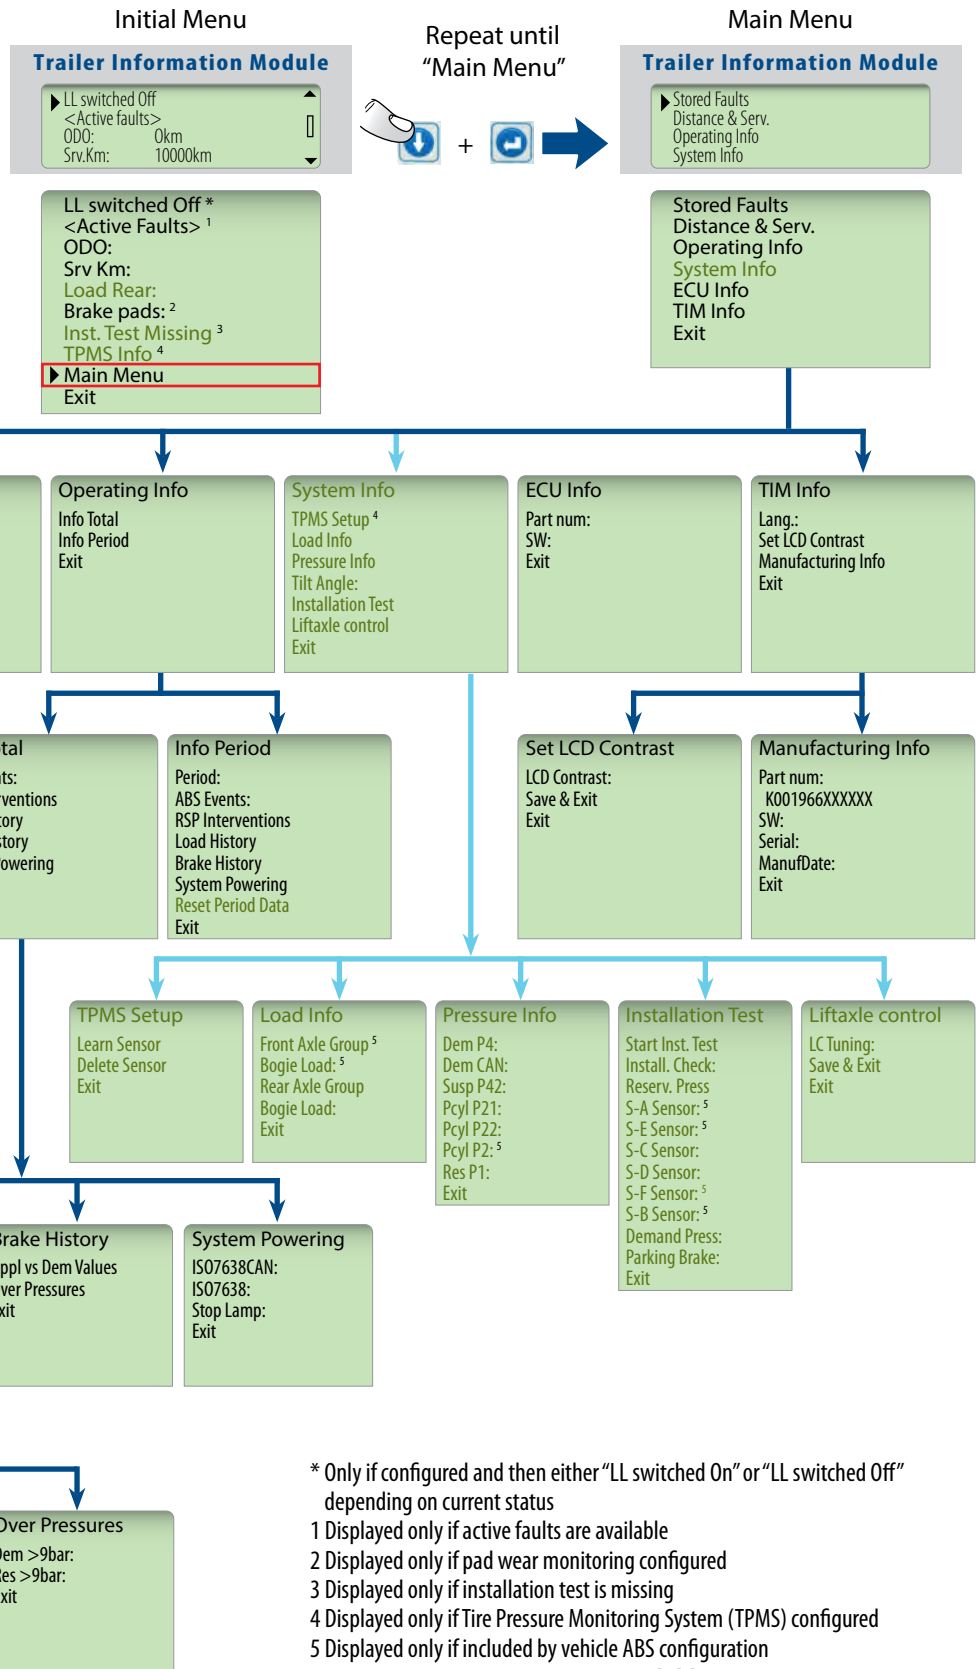 Initial Menu
Main Menu
Repeat until
“Main Menu”
Trailer Information Module
LL switched Off
<Active faults>
ODO: 0km
Srv.Km: 10000km
+
Trailer Information Module
Stored Faults
Distance & Serv.
Operating Info
System Info
LL switched Off *
<Active Faults> 1
ODO:
Srv Km:
Load Rear:
Brake pads: 2
Inst. Test Missing 3
TPMS Info 4
Main Menu
Exit
Stored Faults
Distance & Serv.
Operating Info
System Info
ECU Info
TIM Info
Exit
Operating Info
Info Total
Info Period
Exit
System Info
TPMS Setup 4
Load Info
Pressure Info
Tilt Angle:
Installation Test
Liftaxle control
Exit
ECU Info
Part num:
SW:
Exit
TIM Info
Lang.:
Set LCD Contrast
Manufacturing Info
Exit
tal
ts:
ventions
tory
story
owering
Info Period
Period:
ABS Events:
RSP Interventions
Load History
Brake History
System Powering
Reset Period Data
Exit
Set LCD Contrast
LCD Contrast:
Save & Exit
Exit
Manufacturing Info
Part num:
K001966XXXXXX
SW:
Serial:
ManufDate:
Exit
TPMS Setup
Learn Sensor
Delete Sensor
Exit
Load Info
Front Axle Group 5
Bogie Load: 5
Rear Axle Group
Bogie Load:
Exit
Pressure Info
Dem P4:
Dem CAN:
Susp P42:
Pcyl P21:
Pcyl P22:
Pcyl P2: 5
Res P1:
Exit
Installation Test
Start Inst. Test
Install. Check:
Reserv. Press
S-A Sensor: 5
S-E Sensor: 5
S-C Sensor:
S-D Sensor:
S-F Sensor: 5
S-B Sensor: 5
Demand Press:
Parking Brake:
Exit
Liftaxle control
LC Tuning:
Save & Exit
Exit
Brake History
ppl vs Dem Values
ver Pressures
xit
System Powering
ISO7638CAN:
ISO7638:
Stop Lamp:
Exit
Over Pressures
Dem >9bar:
Res >9bar:
xit
* Only if configured and then either “LL switched On” or “LL switched Off”
depending on current status
1 Displayed only if active faults are available
2 Displayed only if pad wear monitoring configured
3 Displayed only if installation test is missing
4 Displayed only if Tire Pressure Monitoring System (TPMS) configured
5 Displayed only if included by vehicle ABS configuration